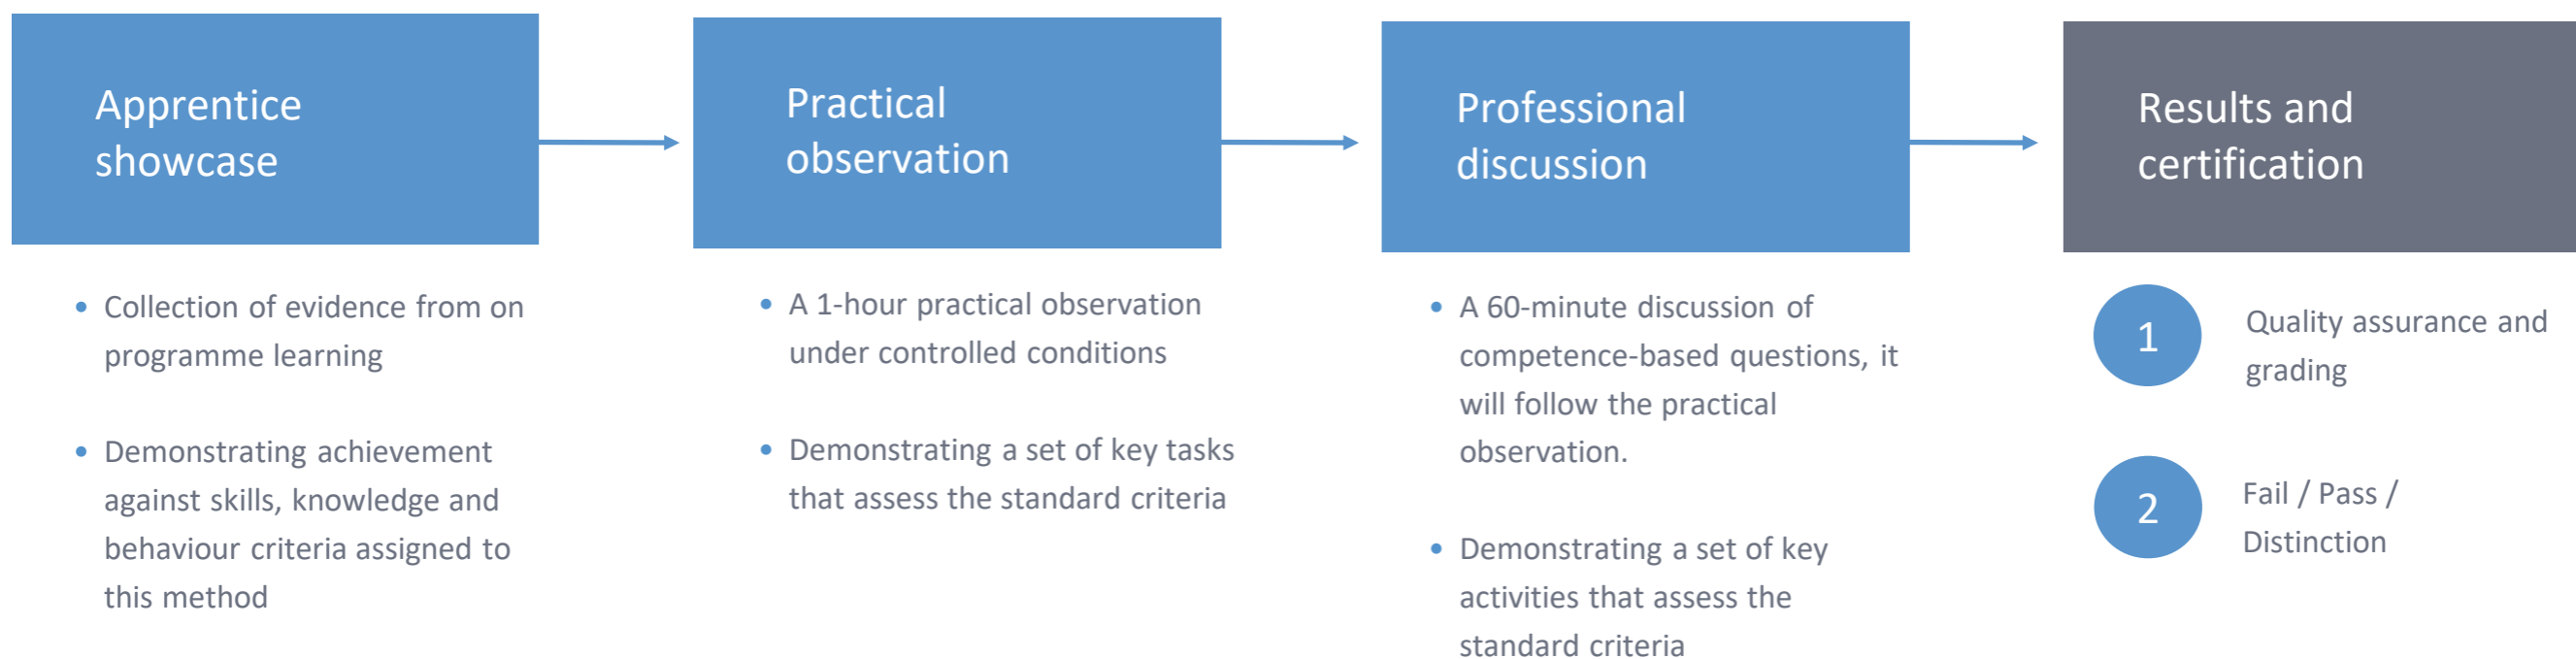 Apprentice
showcase
• Collection of evidence from on
programme learning
• Demonstrating achievement
against skills, knowledge and
behaviour criteria assigned to
this method
Practical
observation
• A 1-hour practical observation
under controlled conditions
• Demonstrating a set of key tasks
that assess the standard criteria
Professional
discussion
• A 60-minute discussion of
competence-based questions, it
will follow the practical
observation.
• Demonstrating a set of key
activities that assess the
standard criteria
Results and
certification
1
Quality assurance and
grading
2
Fail / Pass /
Distinction